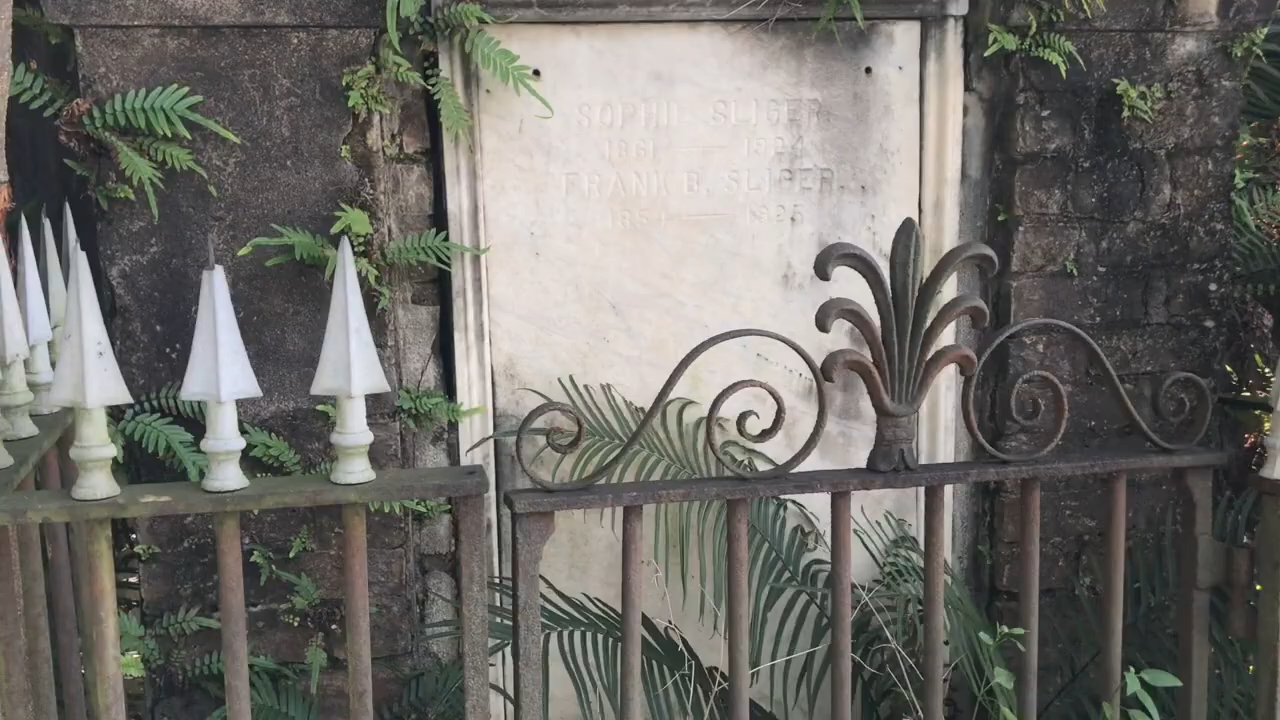 SOPHIE SLIGER
1861 — 1924
FRANK B. SLIGER
1854 — 1925